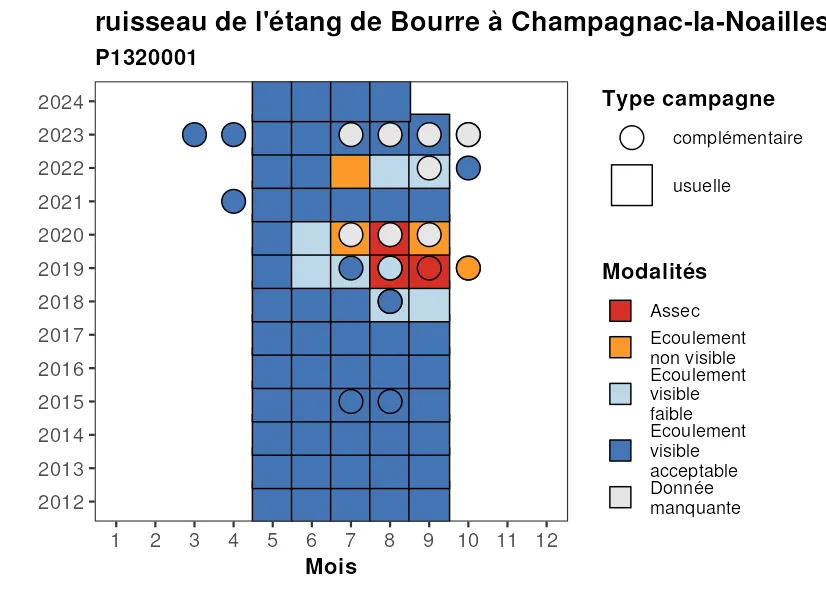 ruisseau de l'étang de Bourre à Champagnac-la-Noailles
P1320001
2024
2023
2022
2021
2020
2019
2018
2017
2016
2015
2014
2013
2012
1 2 3 4 5 6 7 8 9 10 11 12
Mois
Type campagne
complémentaire
usuelle
Modalités
Assec
Ecoulement
non visible
Ecoulement
visible
faible
Ecoulement
visible
acceptable
Donnée
manquante